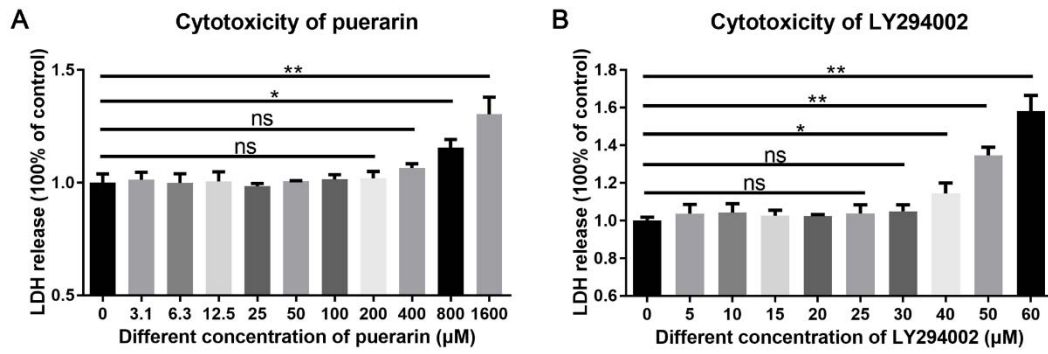 A
Cytotoxicity of puerarin
LDH release (100% of control)
1.5
1.0
0.5
**
*
ns
ns
0 3.1 6.3 12.5 25 50 100 200 400 800 1600
Different concentration of puerarin (μM)
B
Cytotoxicity of LY294002
LDH release (100% of control)
1.8
1.6
1.4
1.2
1.0
0.8
0.6
**
**
*
ns
ns
0 5 10 15 20 25 30 40 50 60
Different concentration of LY294002 (μM)